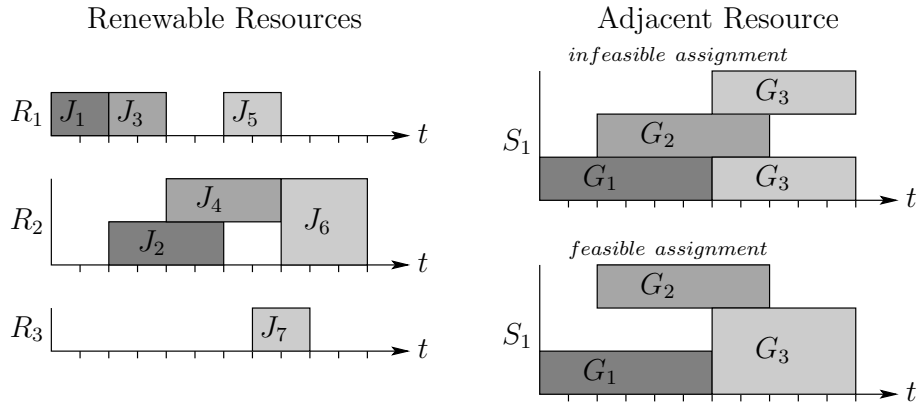 Renewable Resources
R₁ J₁ J₃ J₅ t
R₂ J₂ J₄ J₆ t
R₃ J₇ t
Adjacent Resource
infeasible assignment
G₃
G₂
S₁ G₁ G₃ t
feasible assignment
G₂
S₁ G₁ G₃ t